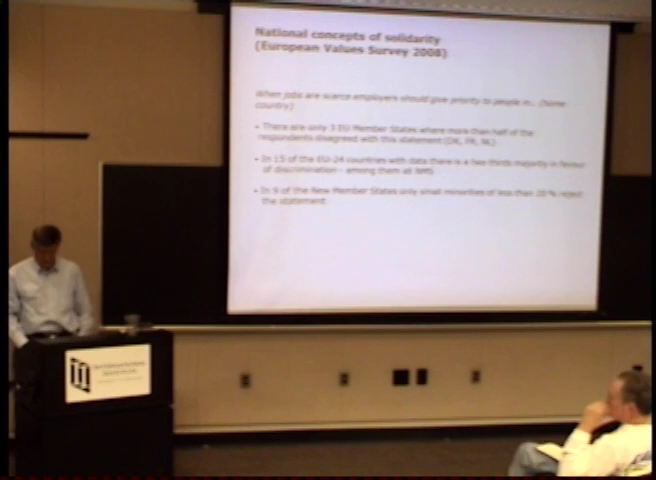 National concepts of solidarity
(European Values Survey 2008)
When jobs are scarce employers should give priority to people in... (home
country)
• There are only 3 EU Member States where more than half of the
respondents disagreed with this statement (DK, FR, NL)
• In 15 of the EU-24 countries with data there is a two thirds majority in favour
of discrimination - among them all NMS
• In 9 of the New Member States only small minorities of less then 20 % reject
the statement